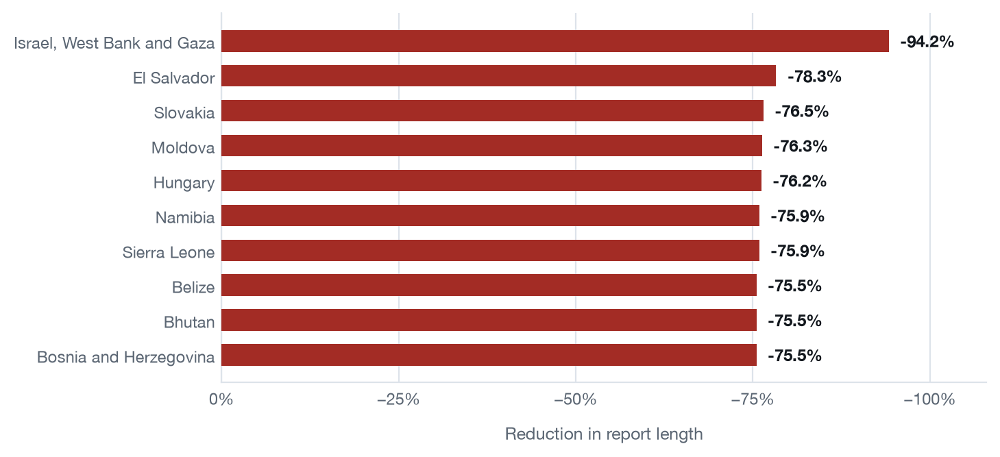 Israel, West Bank and Gaza -94.2%
El Salvador -78.3%
Slovakia -76.5%
Moldova -76.3%
Hungary -76.2%
Namibia -75.9%
Sierra Leone -75.9%
Belize -75.5%
Bhutan -75.5%
Bosnia and Herzegovina -75.5%
0% −25% −50% −75% −100%
Reduction in report length